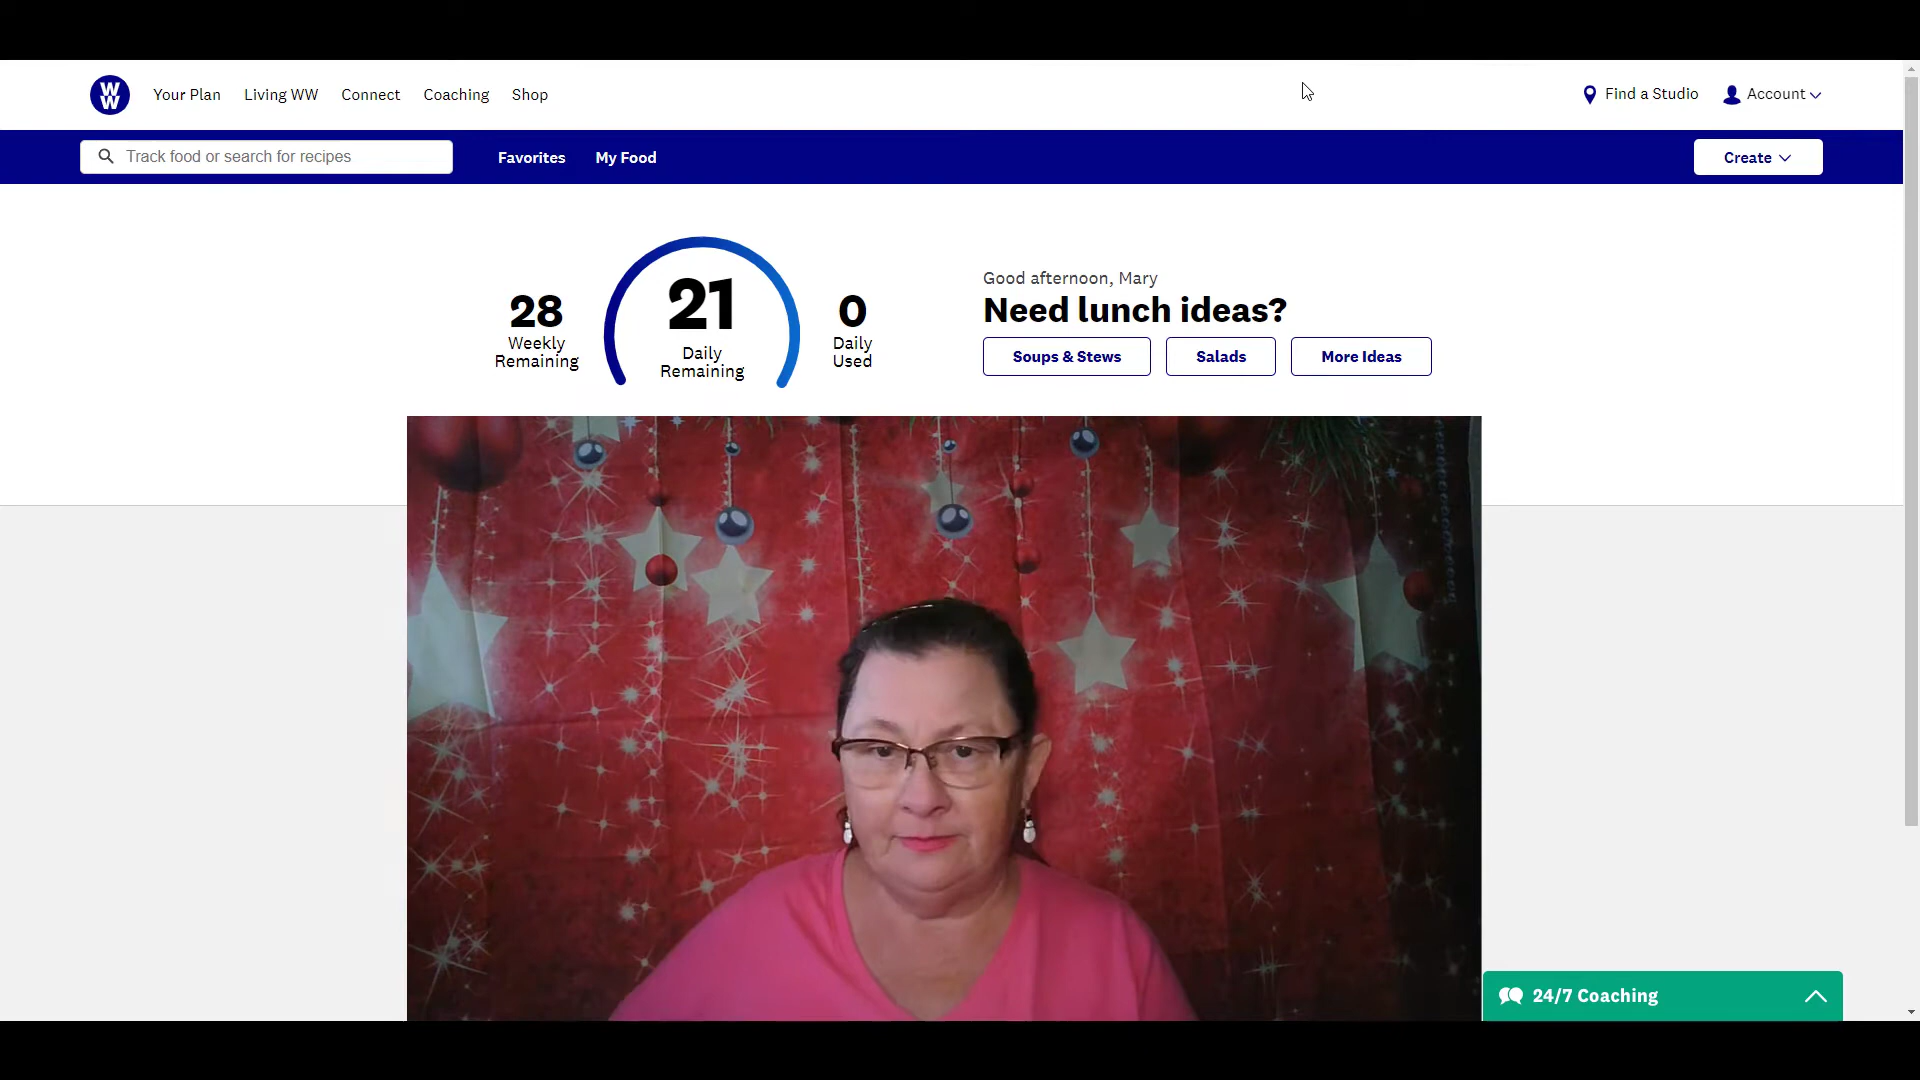 WW
Your Plan Living WW Connect Coaching Shop
Find a Studio Account
Track food or search for recipes
Favorites My Food
Create
28
Weekly
Remaining
21
Daily
Remaining
0
Daily
Used
Good afternoon, Mary
Need lunch ideas?
Soups & Stews Salads More Ideas
24/7 Coaching